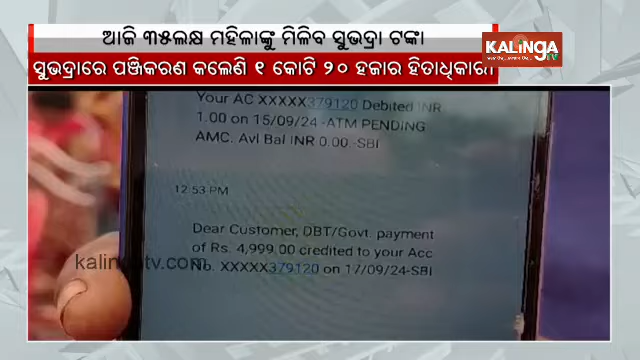 ଆଜି ୩୫ଲକ୍ଷ ମହିଳାଙ୍କୁ ମିଳିବ ସୁଭଦ୍ରା ଟଙ୍କା
KALINGA TV
ସୁଭଦ୍ରାରେ ପଞ୍ଜିକରଣ କଲେଣି ୧ କୋଟି ୨୦ ହଜାର ହିତାଧିକାରୀ
Your AC XXXXX379120 Debited INR
1.00 on 15/09/24 -ATM PENDING
AMC. Avl Bal INR 0.00.-SBI
12:53 PM
Dear Customer, DBT/Govt. payment
of Rs. 4,999.00 credited to your Acc
No. XXXXX379120 on 17/09/24-SBI
kalingatv.com